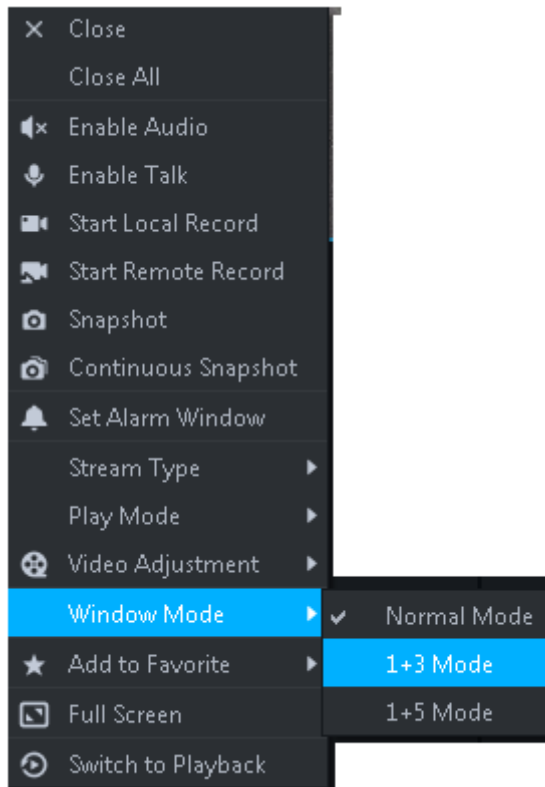 Close
Close All
Enable Audio
Enable Talk
Start Local Record
Start Remote Record
Snapshot
Continuous Snapshot
Set Alarm Window
Stream Type
Play Mode
Video Adjustment
Window Mode
Normal Mode
Add to Favorite
1+3 Mode
Full Screen
1+5 Mode
Switch to Playback